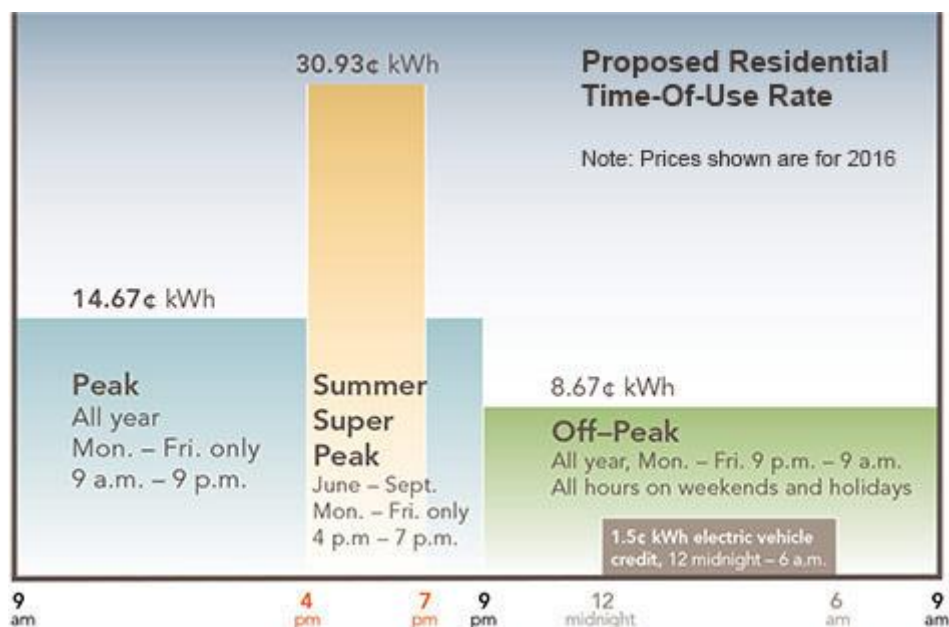 30.93¢ kWh
Proposed Residential
Time-Of-Use Rate
Note: Prices shown are for 2016
14.67¢ kWh
Peak
All year
Mon. – Fri. only
9 a.m. – 9 p.m.
Summer
Super
Peak
June – Sept.
Mon. – Fri. only
4 p.m – 7 p.m.
8.67¢ kWh
Off–Peak
All year, Mon. – Fri. 9 p.m. – 9 a.m.
All hours on weekends and holidays
1.5¢ kWh electric vehicle
credit, 12 midnight – 6 a.m.
9 4 7 9 12 6 9
am pm pm pm midnight am am